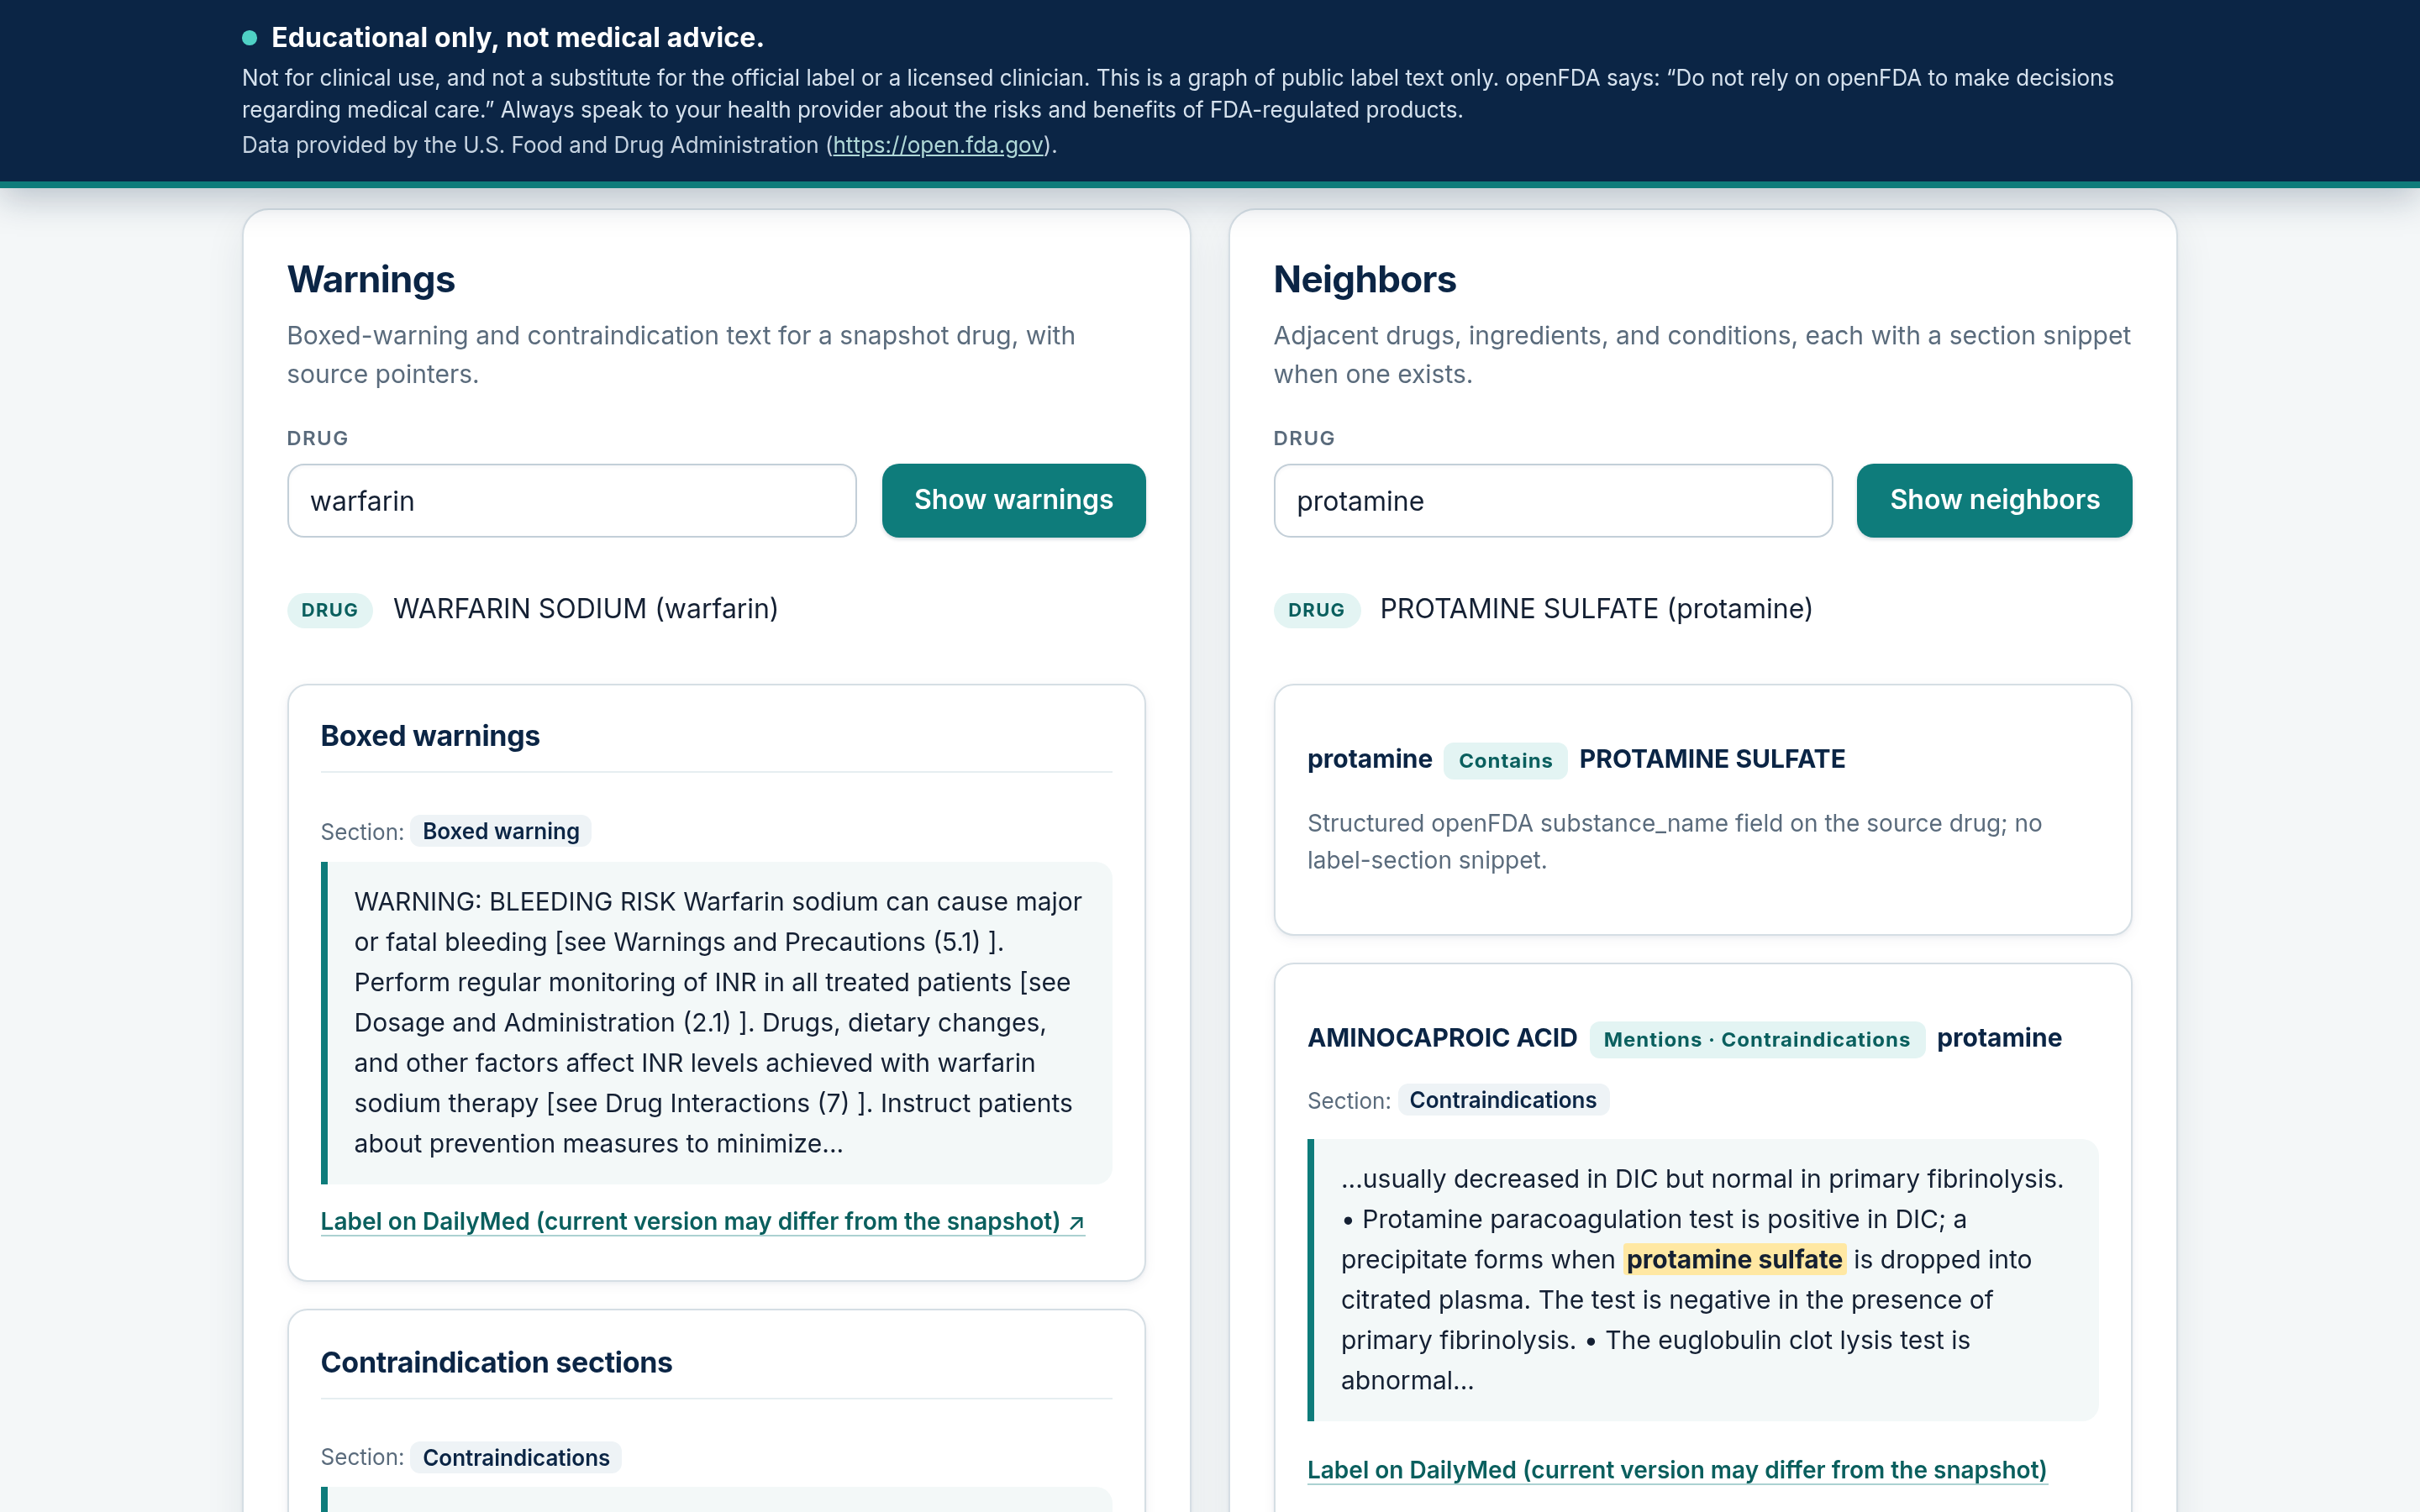 Educational only, not medical advice.
Not for clinical use, and not a substitute for the official label or a licensed clinician. This is a graph of public label text only. openFDA says: “Do not rely on openFDA to make decisions
regarding medical care.” Always speak to your health provider about the risks and benefits of FDA-regulated products.
Data provided by the U.S. Food and Drug Administration (https://open.fda.gov).
Warnings
Boxed-warning and contraindication text for a snapshot drug, with
source pointers.
DRUG
warfarin
Show warnings
DRUG WARFARIN SODIUM (warfarin)
Boxed warnings
Section: Boxed warning
WARNING: BLEEDING RISK Warfarin sodium can cause major
or fatal bleeding [see Warnings and Precautions (5.1) ].
Perform regular monitoring of INR in all treated patients [see
Dosage and Administration (2.1) ]. Drugs, dietary changes,
and other factors affect INR levels achieved with warfarin
sodium therapy [see Drug Interactions (7) ]. Instruct patients
about prevention measures to minimize...
Label on DailyMed (current version may differ from the snapshot) ↗
Contraindication sections
Section: Contraindications
Neighbors
Adjacent drugs, ingredients, and conditions, each with a section snippet
when one exists.
DRUG
protamine
Show neighbors
DRUG PROTAMINE SULFATE (protamine)
protamine Contains PROTAMINE SULFATE
Structured openFDA substance_name field on the source drug; no
label-section snippet.
AMINOCAPROIC ACID Mentions · Contraindications protamine
Section: Contraindications
...usually decreased in DIC but normal in primary fibrinolysis.
• Protamine paracoagulation test is positive in DIC; a
precipitate forms when protamine sulfate is dropped into
citrated plasma. The test is negative in the presence of
primary fibrinolysis. • The euglobulin clot lysis test is
abnormal...
Label on DailyMed (current version may differ from the snapshot)